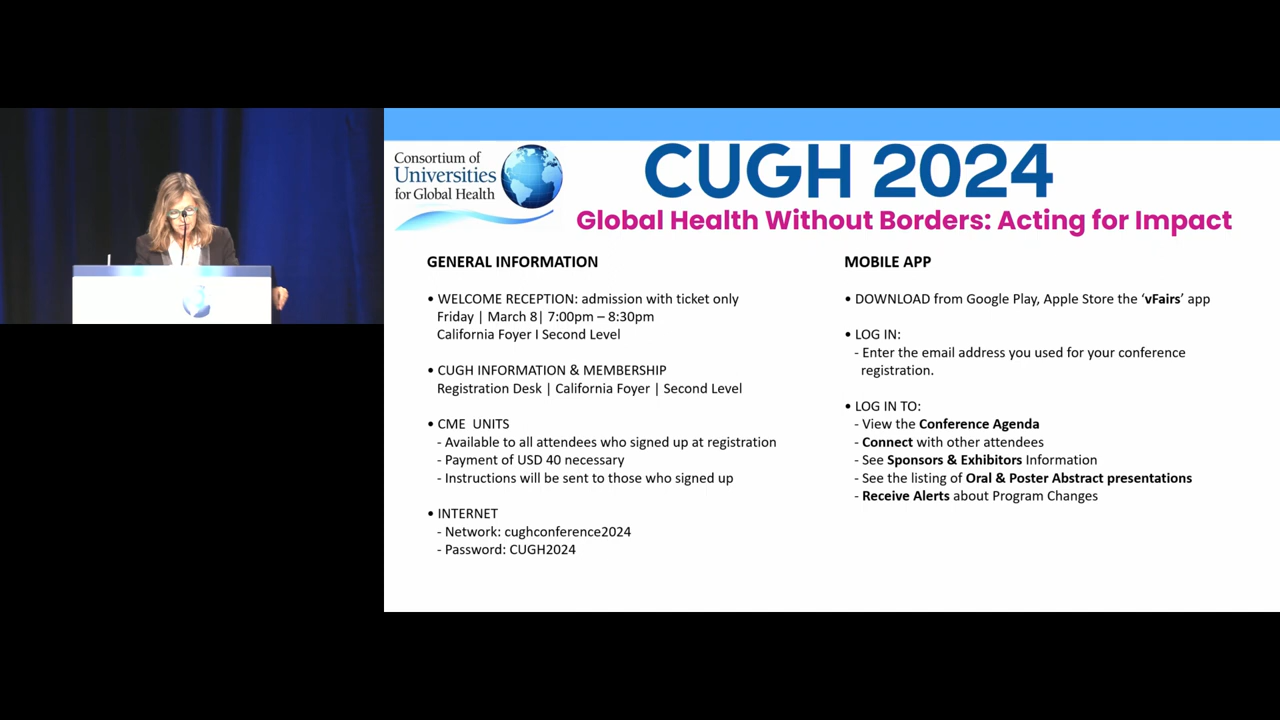 Consortium of
Universities
for Global Health
CUGH 2024
Global Health Without Borders: Acting for Impact
GENERAL INFORMATION
• WELCOME RECEPTION: admission with ticket only
Friday | March 8| 7:00pm – 8:30pm
California Foyer I Second Level
• CUGH INFORMATION & MEMBERSHIP
Registration Desk | California Foyer | Second Level
• CME  UNITS
- Available to all attendees who signed up at registration
- Payment of USD 40 necessary
- Instructions will be sent to those who signed up
• INTERNET
- Network: cughconference2024
- Password: CUGH2024
MOBILE APP
• DOWNLOAD from Google Play, Apple Store the ‘vFairs’ app
• LOG IN:
- Enter the email address you used for your conference
registration.
• LOG IN TO:
- View the Conference Agenda
- Connect with other attendees
- See Sponsors & Exhibitors Information
- See the listing of Oral & Poster Abstract presentations
- Receive Alerts about Program Changes